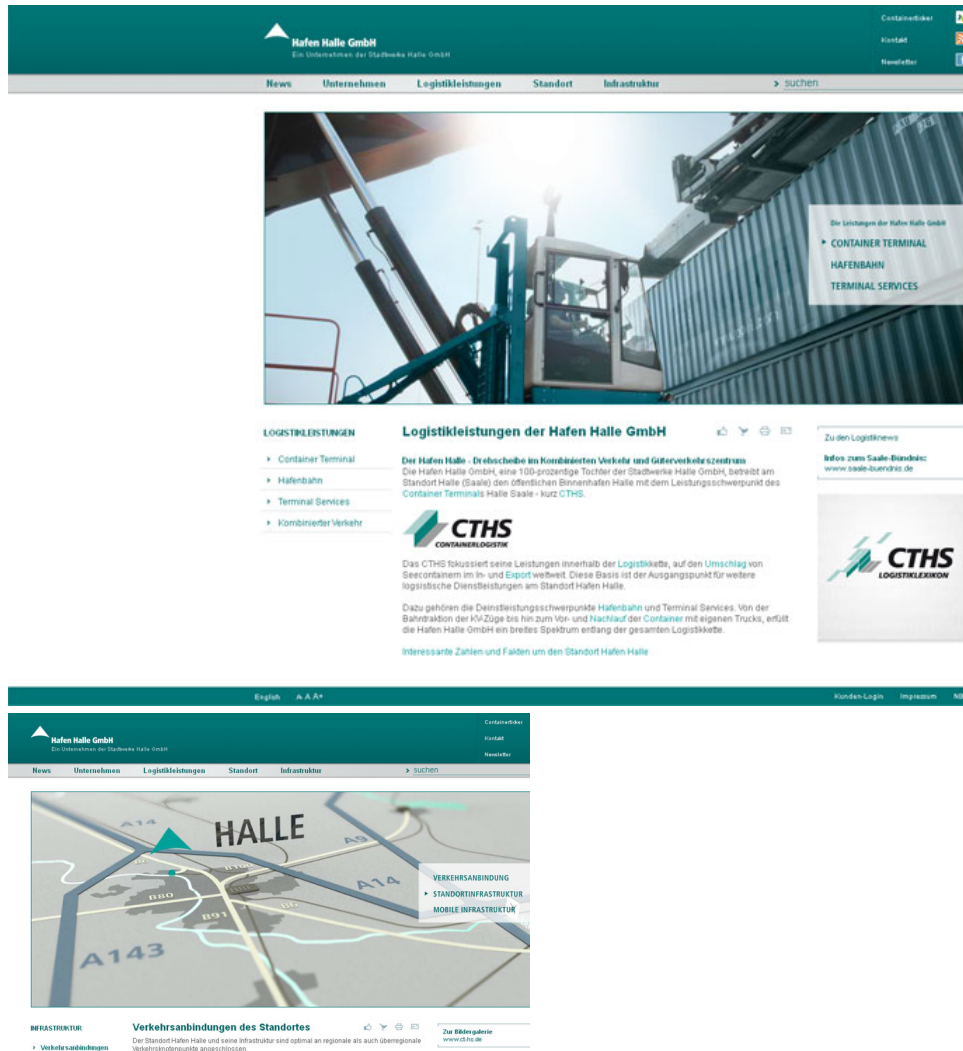 Containerticker
Hafen Halle GmbH
Ein Unternehmen der Stadtwerke Halle GmbH
Kontakt
Newsletter
News Unternehmen Logistikleistungen Standort Infrastruktur suchen
Die Leistungen der Hafen Halle GmbH
CONTAINER TERMINAL
HAFENBAHN
TERMINAL SERVICES
LOGISTIKLEISTUNGEN
Container Terminal
Hafenbahn
Terminal Services
Kombinierter Verkehr
Logistikleistungen der Hafen Halle GmbH
Der Hafen Halle - Drehscheibe im Kombinierten Verkehr und Güterverkehrszentrum
Die Hafen Halle GmbH, eine 100-prozentige Tochter der Stadtwerke Halle GmbH, betreibt am
Standort Halle (Saale) den öffentlichen Binnenhafen Halle mit dem Leistungsschwerpunkt des
Container Terminals Halle Saale - kurz CTHS.
CTHS
CONTAINERLOGISTIK
Das CTHS fokussiert seine Leistungen innerhalb der Logistikkette, auf den Umschlag von
Seecontainern im In- und Export weltweit. Diese Basis ist der Ausgangspunkt für weitere
logsistische Dienstleistungen am Standort Hafen Halle.
Dazu gehören die Deinstleistungsschwerpunkte Hafenbahn und Terminal Services. Von der
Bahntraktion der KV-Züge bis hin zum Vor- und Nachlauf der Container mit eigenen Trucks, erfüllt
die Hafen Halle GmbH ein breites Spektrum entlang der gesamten Logistikkette.
Interessante Zahlen und Fakten um den Standort Hafen Halle
Zu den Logistiknews
Infos zum Saale-Bündnis:
www.saale-buendnis.de
CTHS
LOGISTIKLEXIKON
English A- A A+ Kunden-Login Impressum
Containerticker
Hafen Halle GmbH
Ein Unternehmen der Stadtwerke Halle GmbH
Kontakt
Newsletter
News Unternehmen Logistikleistungen Standort Infrastruktur suchen
HALLE
A14
A9
B80
B100
A14
B6
B91
A143
VERKEHRSANBINDUNG
STANDORTINFRASTRUKTUR
MOBILE INFRASTRUKTUR
INFRASTRUKTUR
Verkehrsanbindungen
Verkehrsanbindungen des Standortes
Der Standort Hafen Halle und seine Infrastruktur sind optimal an regionale als auch überregionale
Verkehrsknotenpunkte angeschlossen.
Zur Bildergalerie
www.cths.de